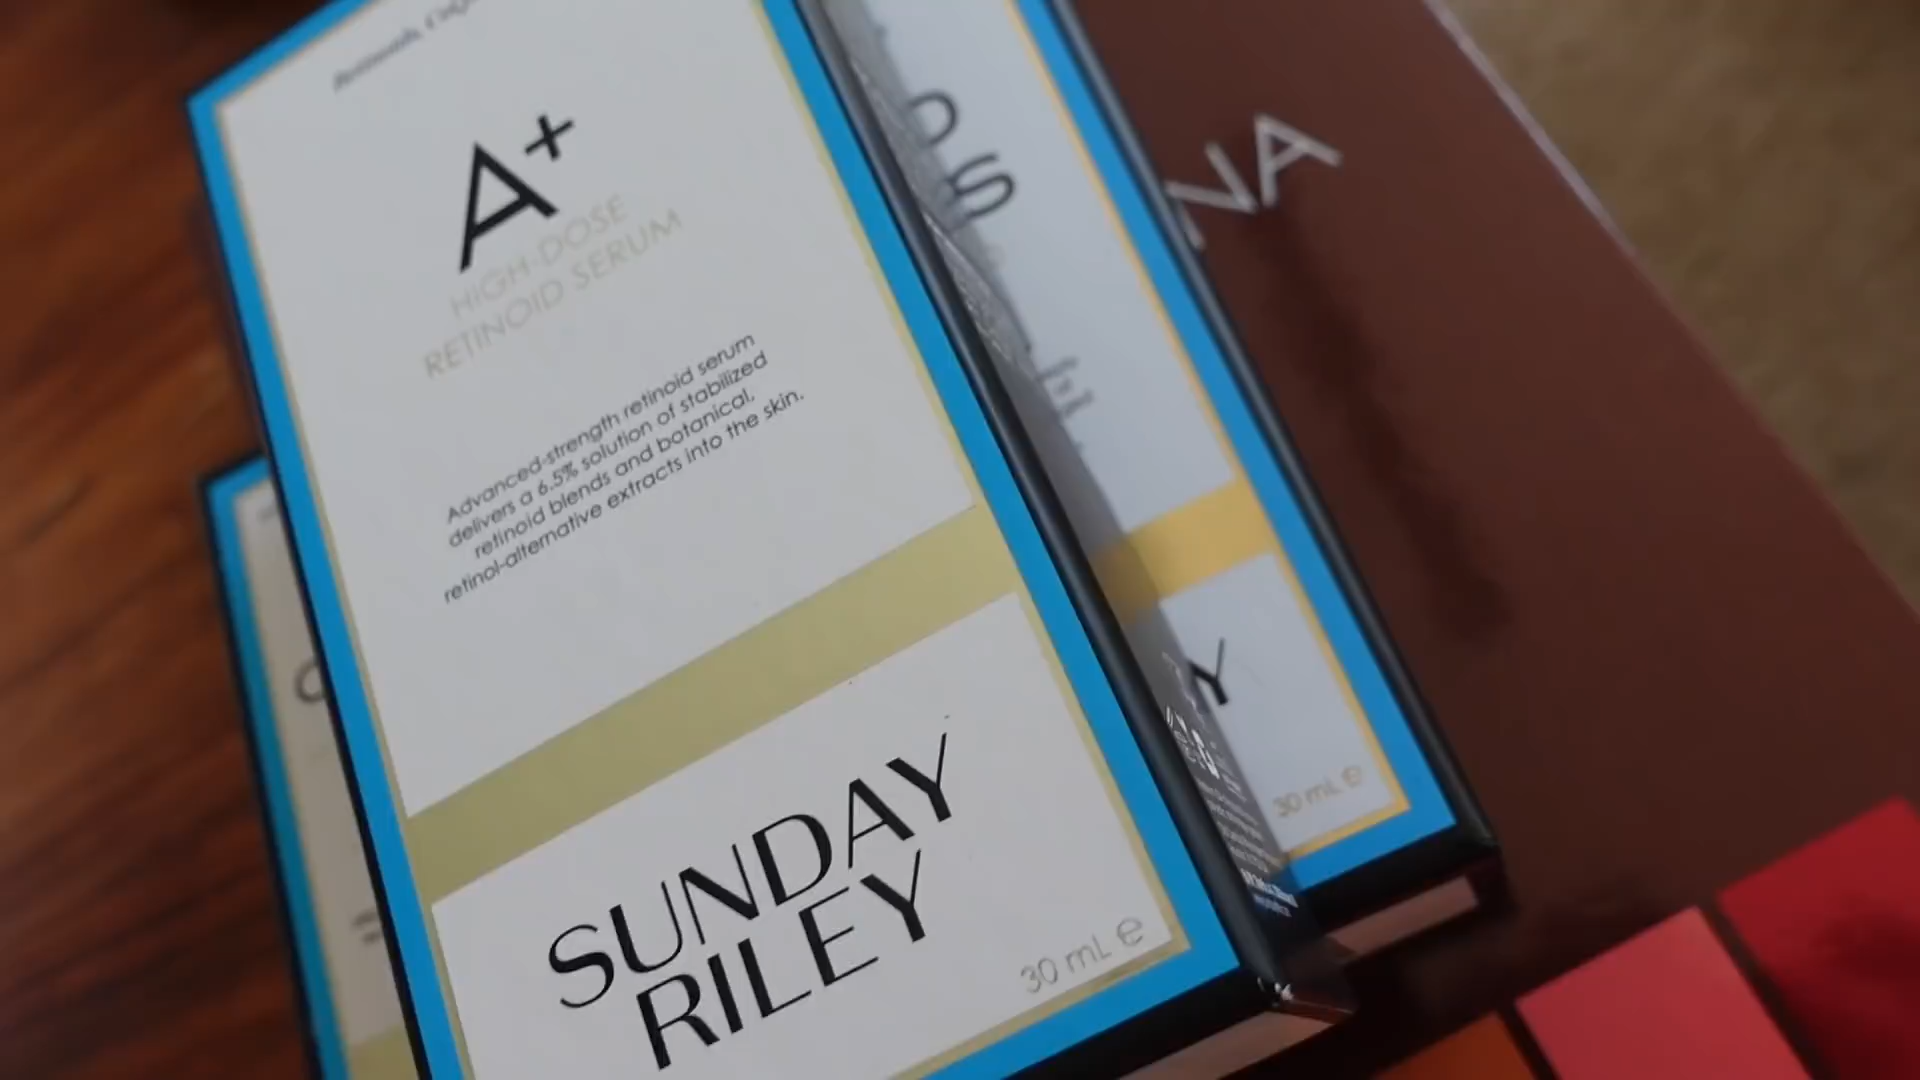 A+
HIGH-DOSE
RETINOID SERUM
Advanced-strength retinoid serum
delivers a 6.5% solution of stabilized
retinoid blends and botanical,
retinol-alternative extracts into the skin.
SUNDAY
RILEY
30 mL e
30 mL e
NA